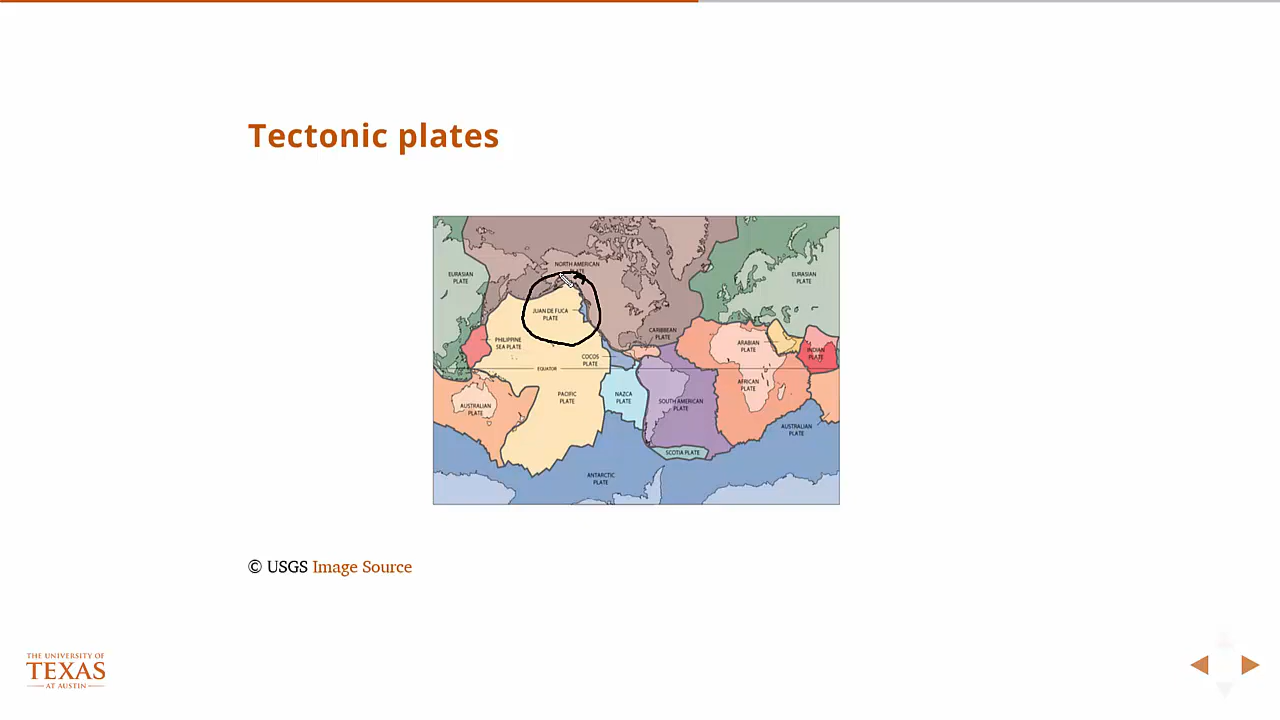 Tectonic plates
NORTH AMERICAN
PLATE
EURASIAN
PLATE
EURASIAN
PLATE
JUAN DE FUCA
PLATE
CARIBBEAN
PLATE
PHILIPPINE
SEA PLATE
ARABIAN
PLATE
INDIAN
PLATE
COCOS
PLATE
EQUATOR
AFRICAN
PLATE
PACIFIC
PLATE
NAZCA
PLATE
SOUTH AMERICAN
PLATE
AUSTRALIAN
PLATE
AUSTRALIAN
PLATE
SCOTIA PLATE
ANTARCTIC
PLATE
© USGS Image Source
THE UNIVERSITY OF
TEXAS
AT AUSTIN